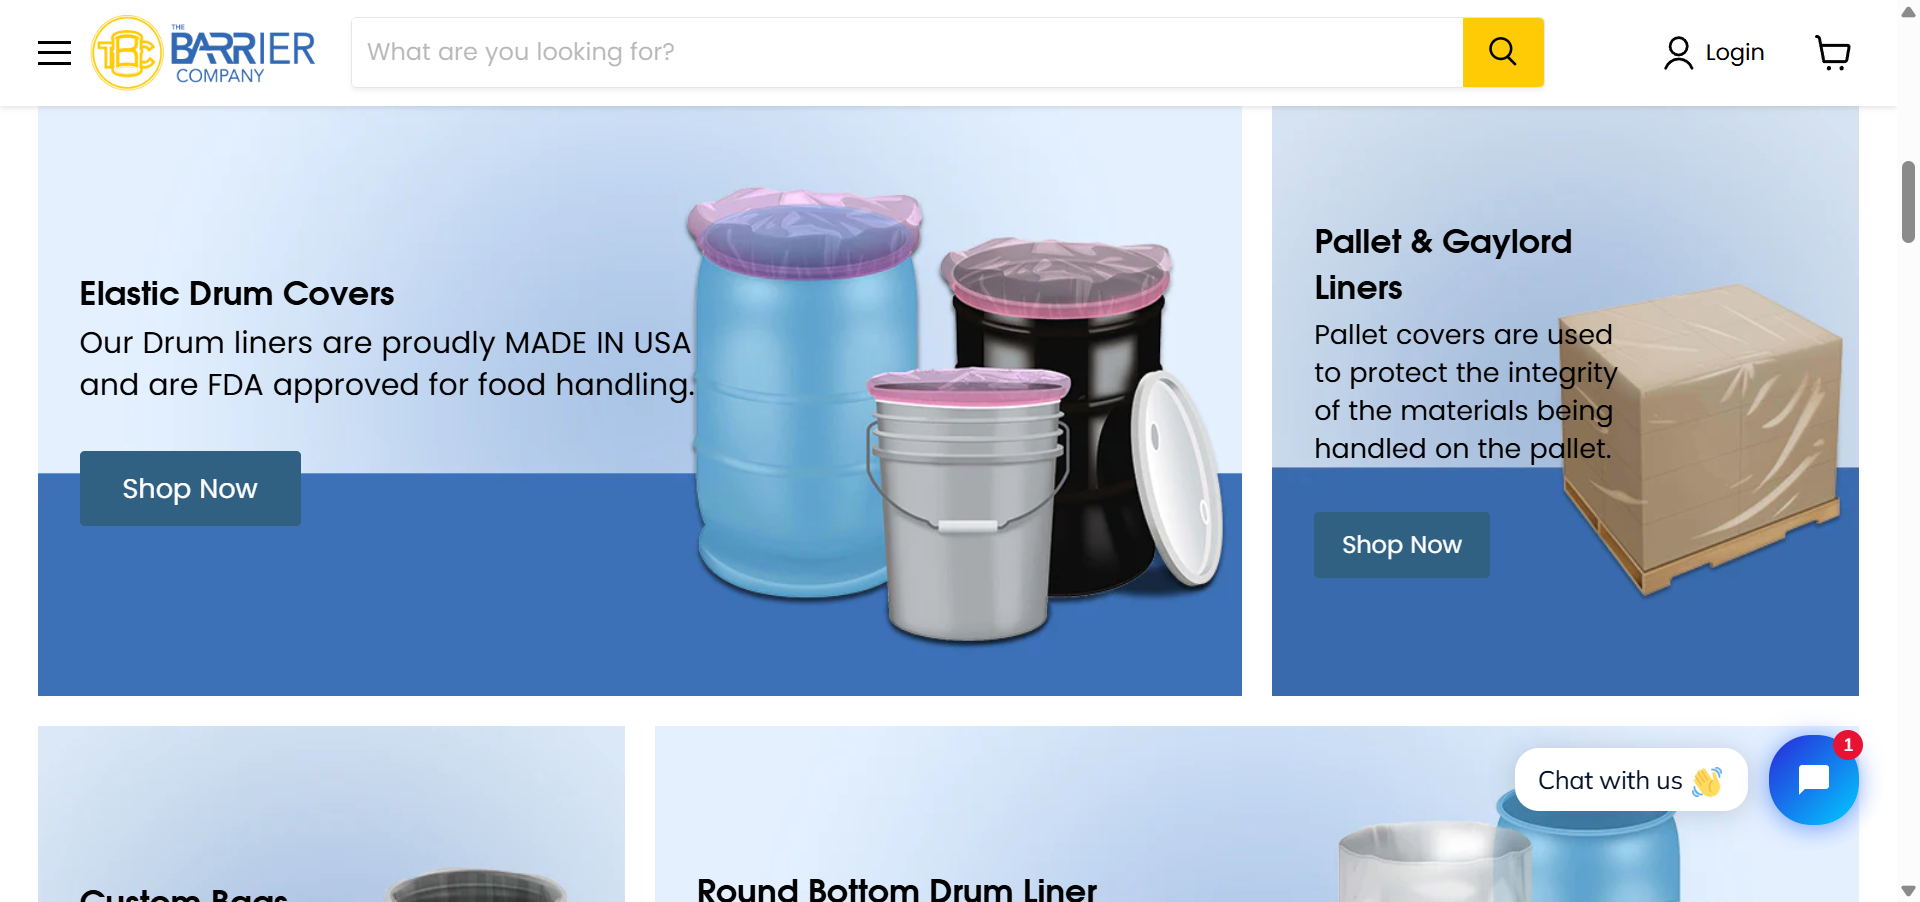 THE
BARRIER
COMPANY
What are you looking for?
Login
Elastic Drum Covers
Our Drum liners are proudly MADE IN USA
and are FDA approved for food handling.
Shop Now
Pallet & Gaylord
Liners
Pallet covers are used
to protect the integrity
of the materials being
handled on the pallet.
Shop Now
Chat with us 👋
1
Custom Bags
Round Bottom Drum Liner